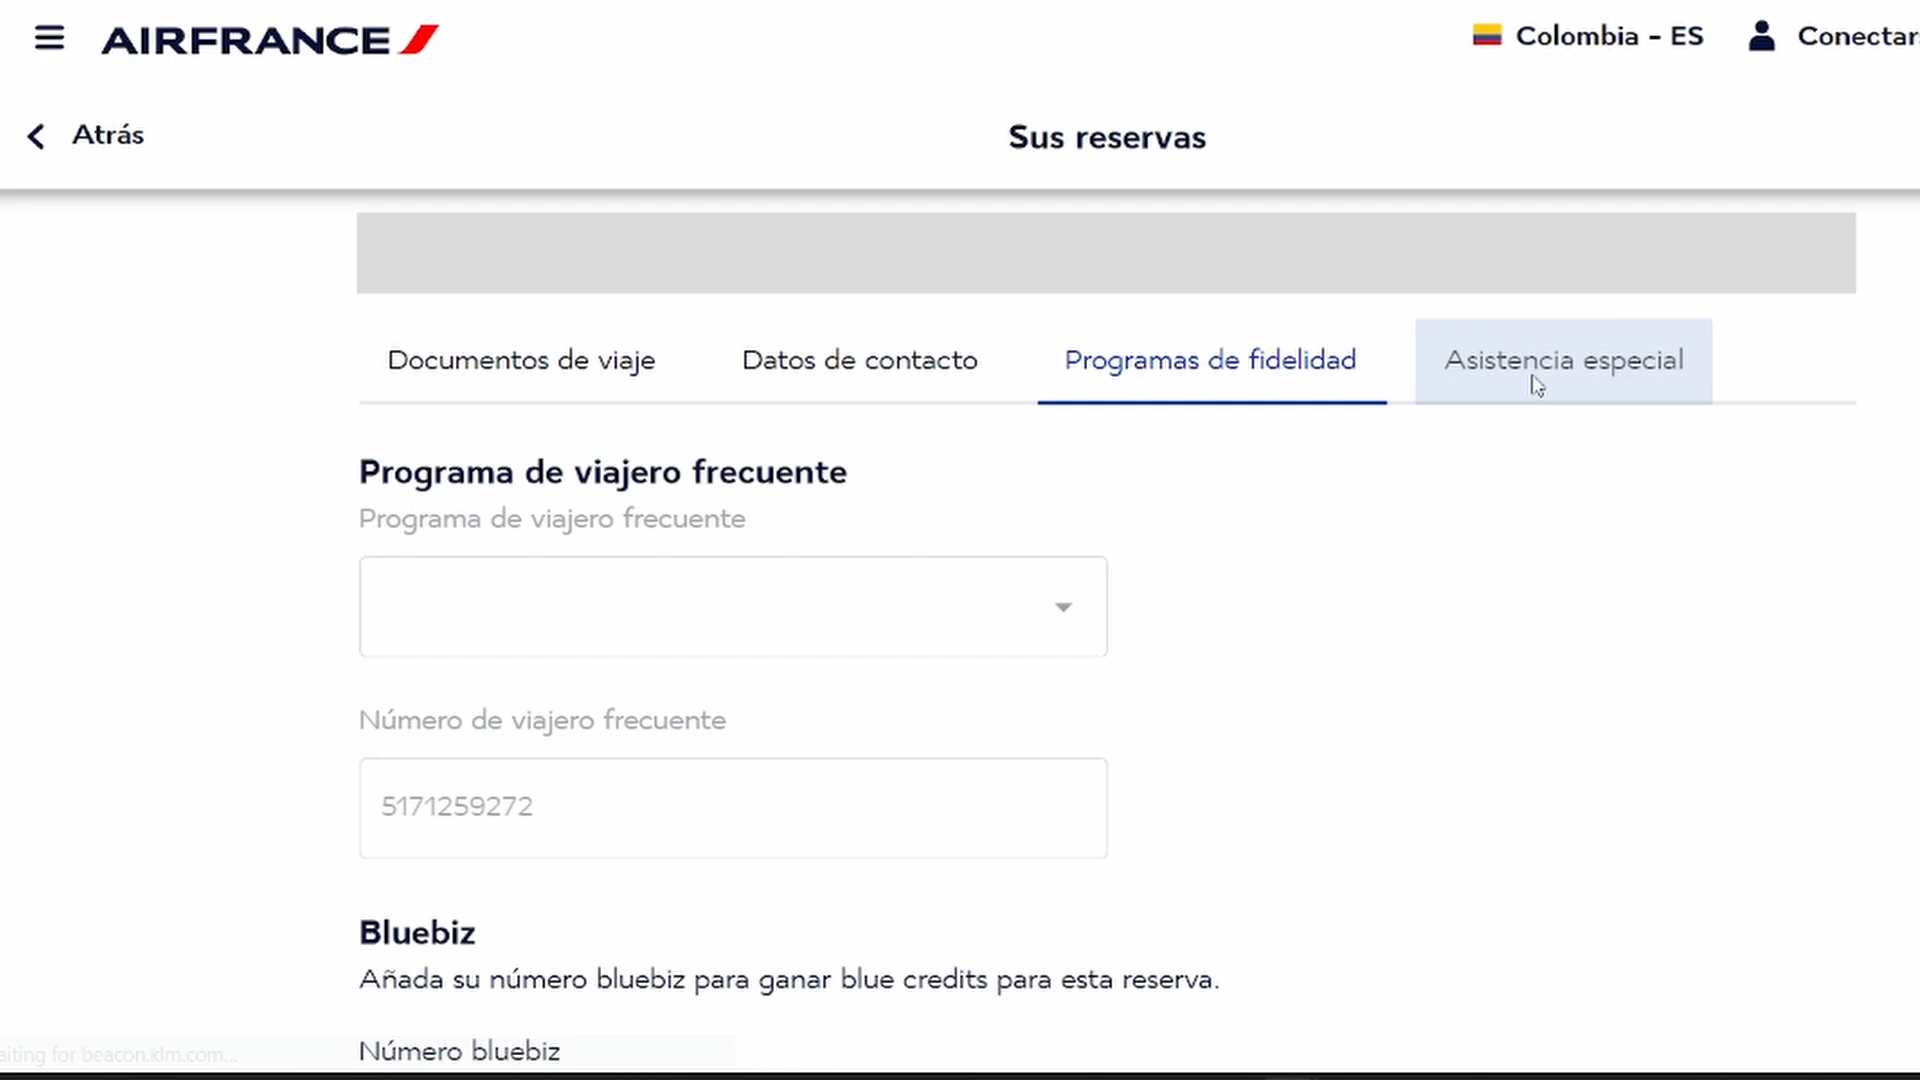 AIRFRANCE
Colombia - ES
Conectar
Atrás
Sus reservas
Documentos de viaje
Datos de contacto
Programas de fidelidad
Asistencia especial
Programa de viajero frecuente
Programa de viajero frecuente
Número de viajero frecuente
5171259272
Bluebiz
Añada su número bluebiz para ganar blue credits para esta reserva.
Número bluebiz
aiting for beacon.klm.com...